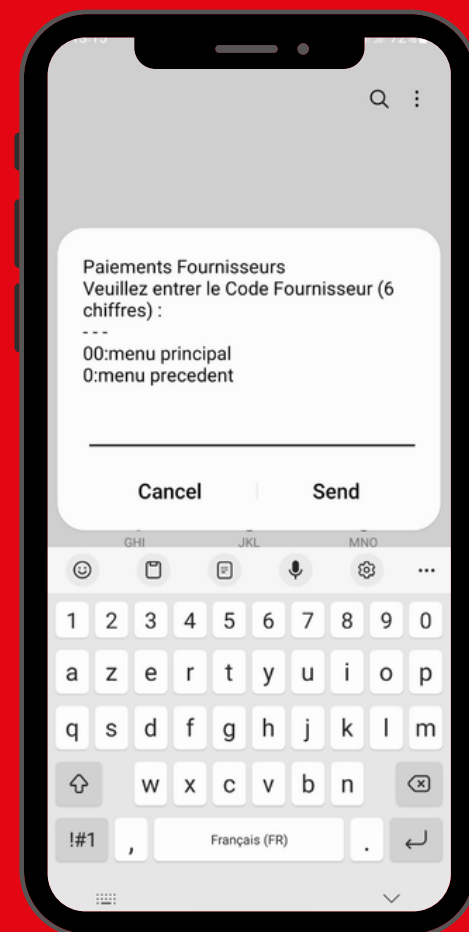 Paiements Fournisseurs
Veuillez entrer le Code Fournisseur (6
chiffres) :
- - -
00:menu principal
0:menu precedent
Cancel Send
GHI JKL MNO
1 2 3 4 5 6 7 8 9 0
a z e r t y u i o p
q s d f g h j k l m
w x c v b n
!#1 , Français (FR) .